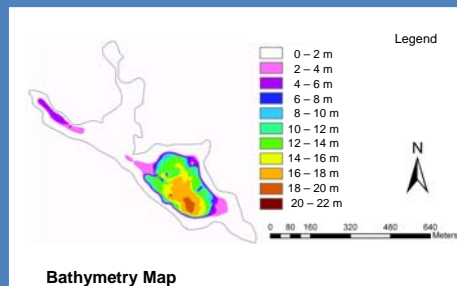 Legend
0 – 2 m
2 – 4 m
4 – 6 m
6 – 8 m
8 – 10 m
10 – 12 m
12 – 14 m
14 – 16 m
16 – 18 m
18 – 20 m
20 – 22 m
N
0 80 160 320 480 640
Meters
Bathymetry Map